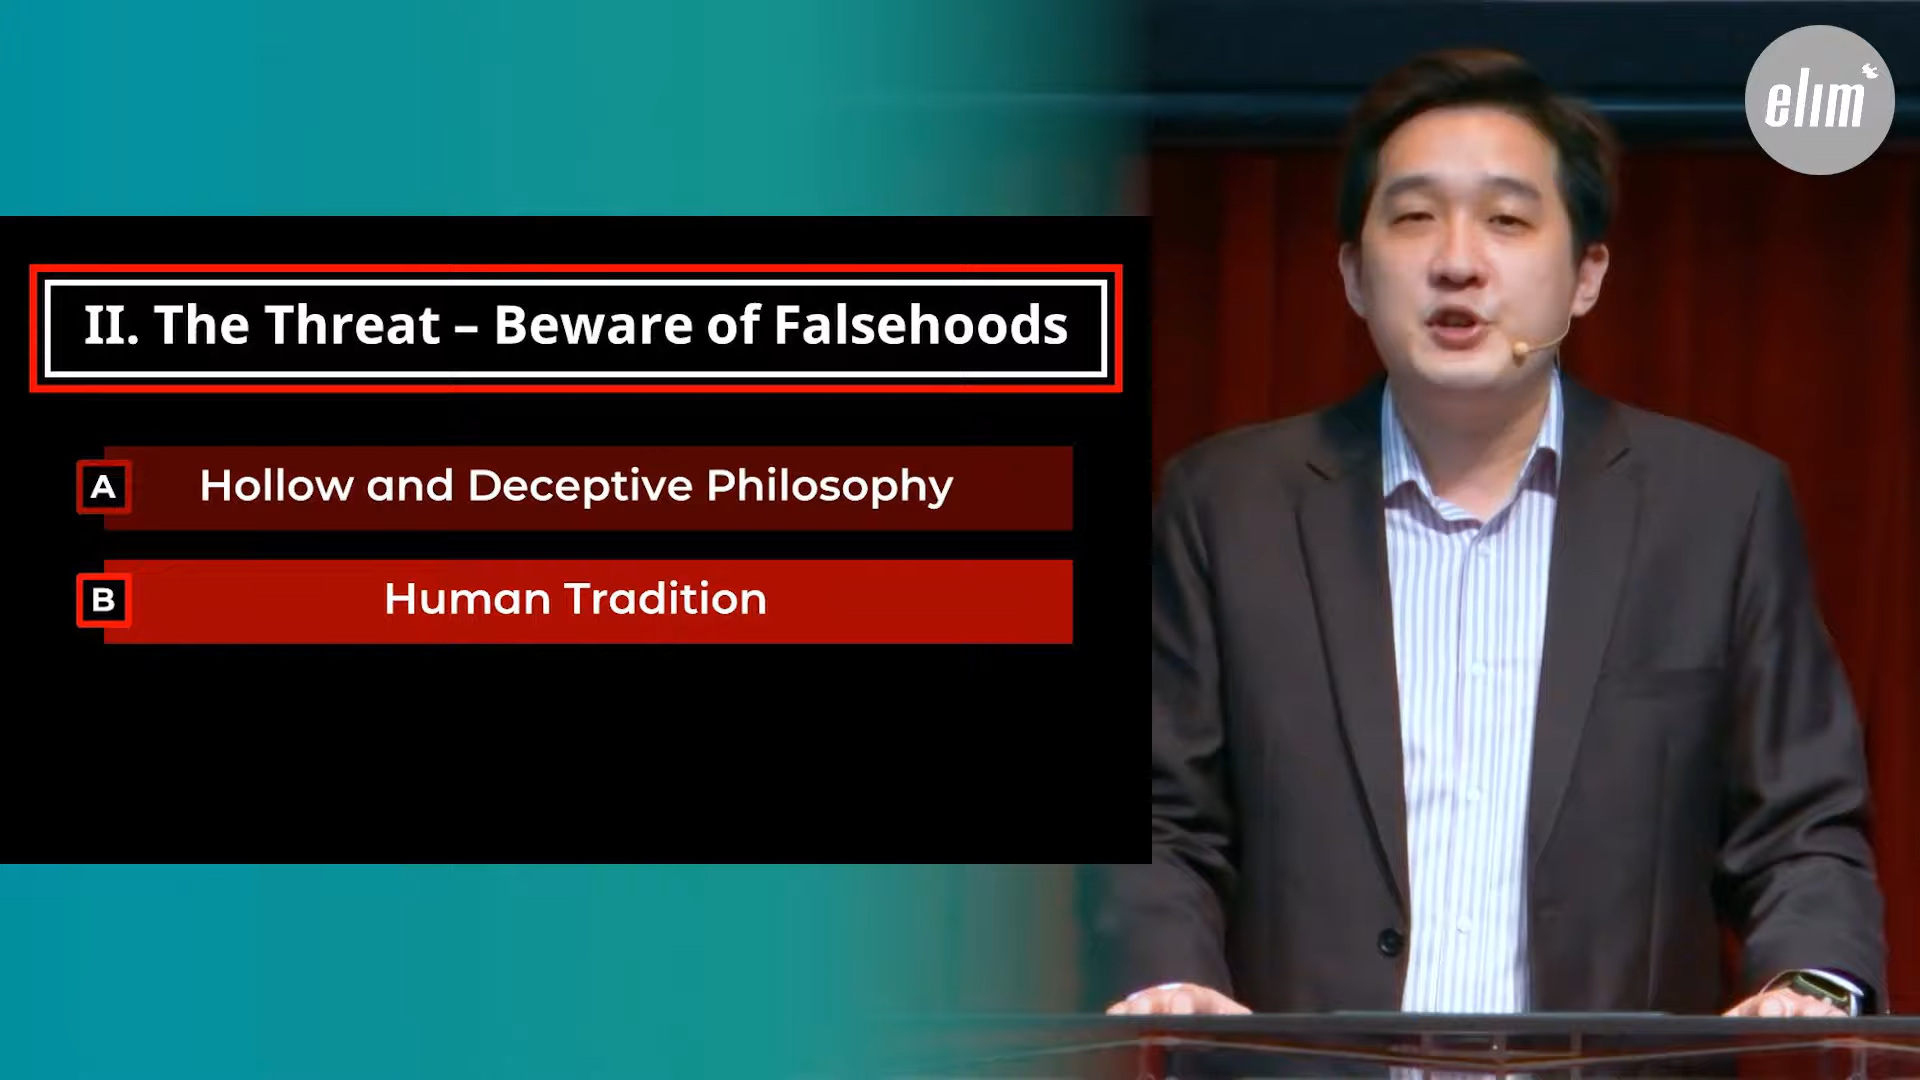 elim
II. The Threat – Beware of Falsehoods
A Hollow and Deceptive Philosophy
B Human Tradition